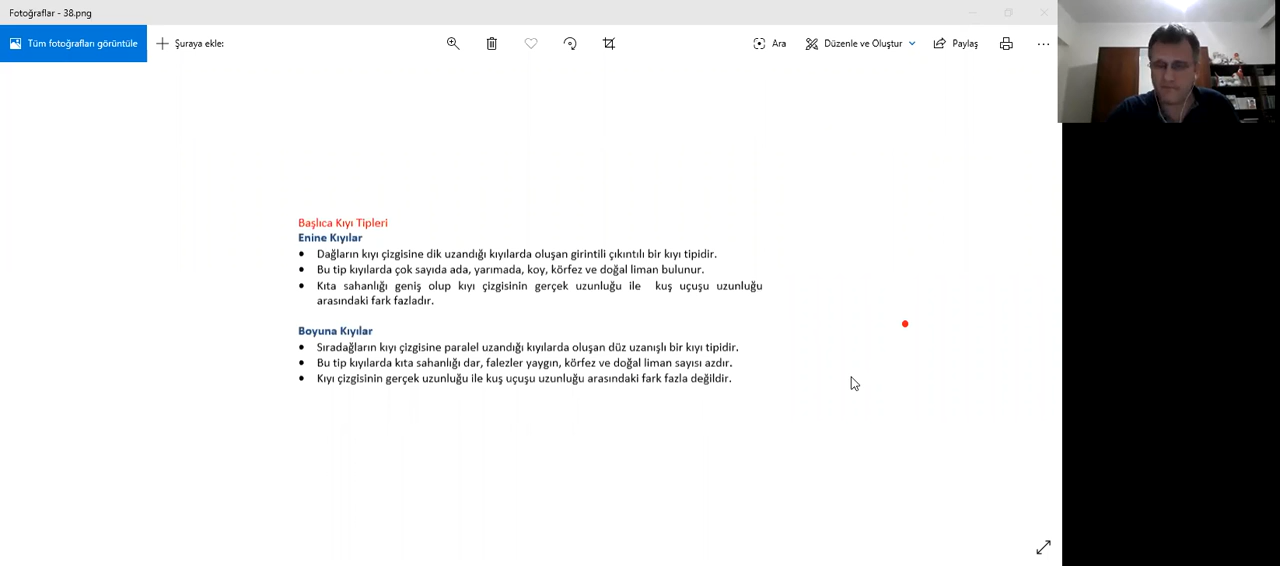 Fotoğraflar - 38.png
Tüm fotoğrafları görüntüle
Şuraya ekle:
Ara
Düzenle ve Oluştur
Paylaş
Başlıca Kıyı Tipleri
Enine Kıyılar
• Dağların kıyı çizgisine dik uzandığı kıyılarda oluşan girintili çıkıntılı bir kıyı tipidir.
• Bu tip kıyılarda çok sayıda ada, yarımada, koy, körfez ve doğal liman bulunur.
• Kıta sahanlığı geniş olup kıyı çizgisinin gerçek uzunluğu ile kuş uçuşu uzunluğu
arasındaki fark fazladır.
Boyuna Kıyılar
• Sıradağların kıyı çizgisine paralel uzandığı kıyılarda oluşan düz uzanışlı bir kıyı tipidir.
• Bu tip kıyılarda kıta sahanlığı dar, falezler yaygın, körfez ve doğal liman sayısı azdır.
• Kıyı çizgisinin gerçek uzunluğu ile kuş uçuşu uzunluğu arasındaki fark fazla değildir.